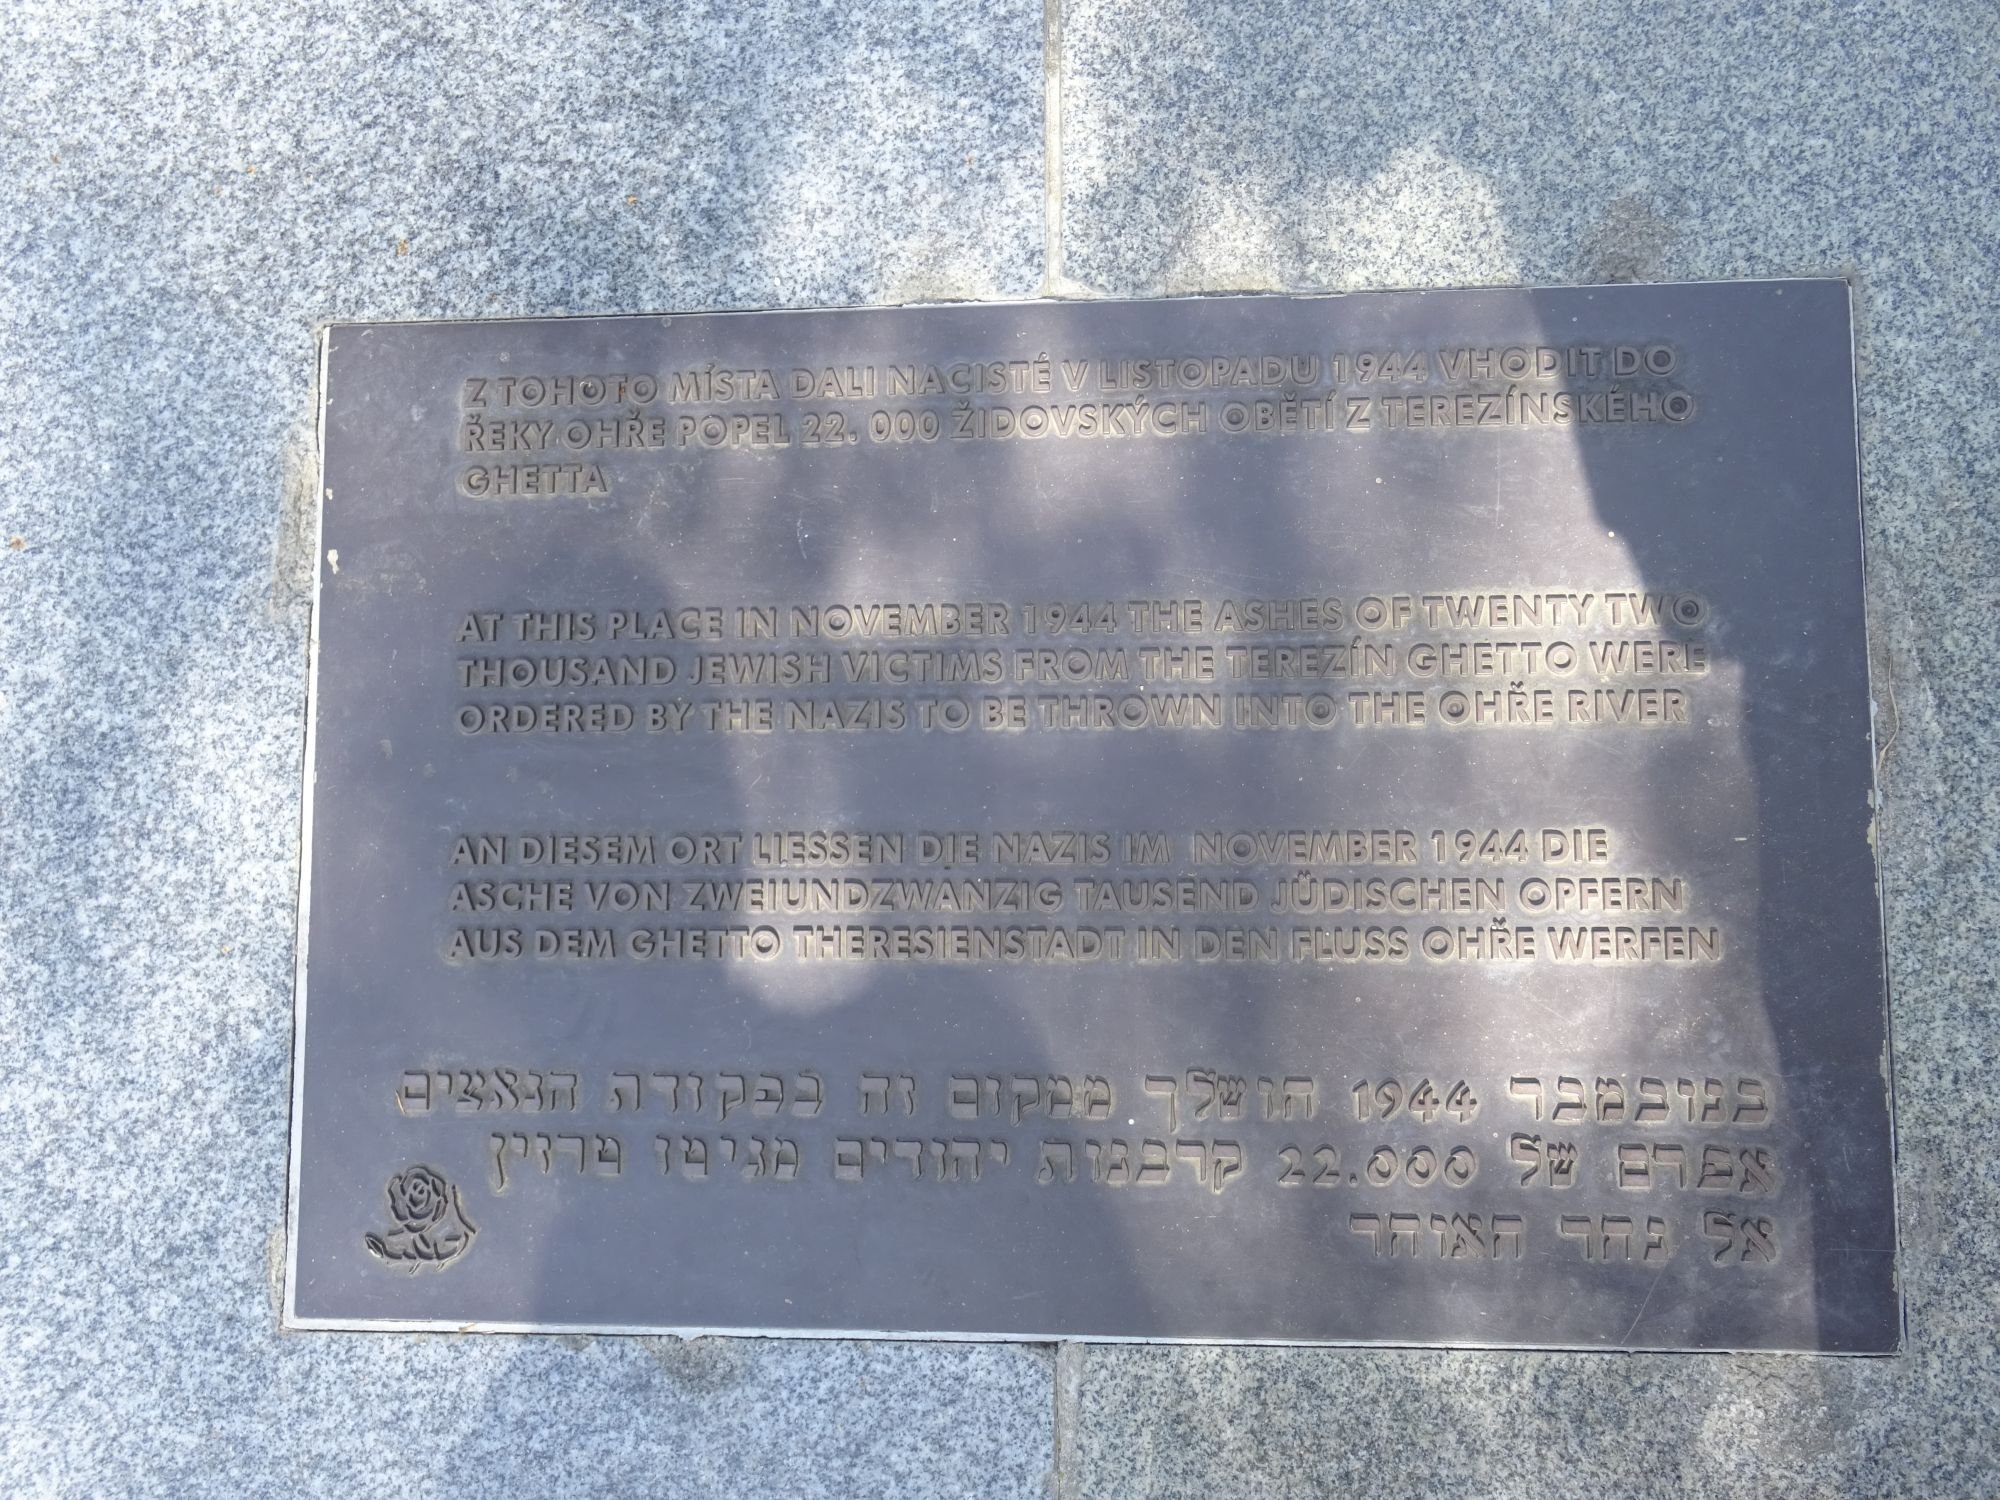 Z TOHOTO MÍSTA DALI NACISTÉ V LISTOPADU 1944 VHODIT DO
ŘEKY OHŘE POPEL 22. 000 ŽIDOVSKÝCH OBĚTÍ Z TEREZÍNSKÉHO
GHETTA
AT THIS PLACE IN NOVEMBER 1944 THE ASHES OF TWENTY TWO
THOUSAND JEWISH VICTIMS FROM THE TEREZÍN GHETTO WERE
ORDERED BY THE NAZIS TO BE THROWN INTO THE OHŘE RIVER
AN DIESEM ORT LIESSEN DIE NAZIS IM NOVEMBER 1944 DIE
ASCHE VON ZWEIUNDZWANZIG TAUSEND JÜDISCHEN OPFERN
AUS DEM GHETTO THERESIENSTADT IN DEN FLUSS OHŘE WERFEN
בנובמבר 1944 הושלך ממקום זה בפקודת הנאצים
אפרם של 22.000 קרבנות יהודים מגיטו טרזין
אל נהר האוהר